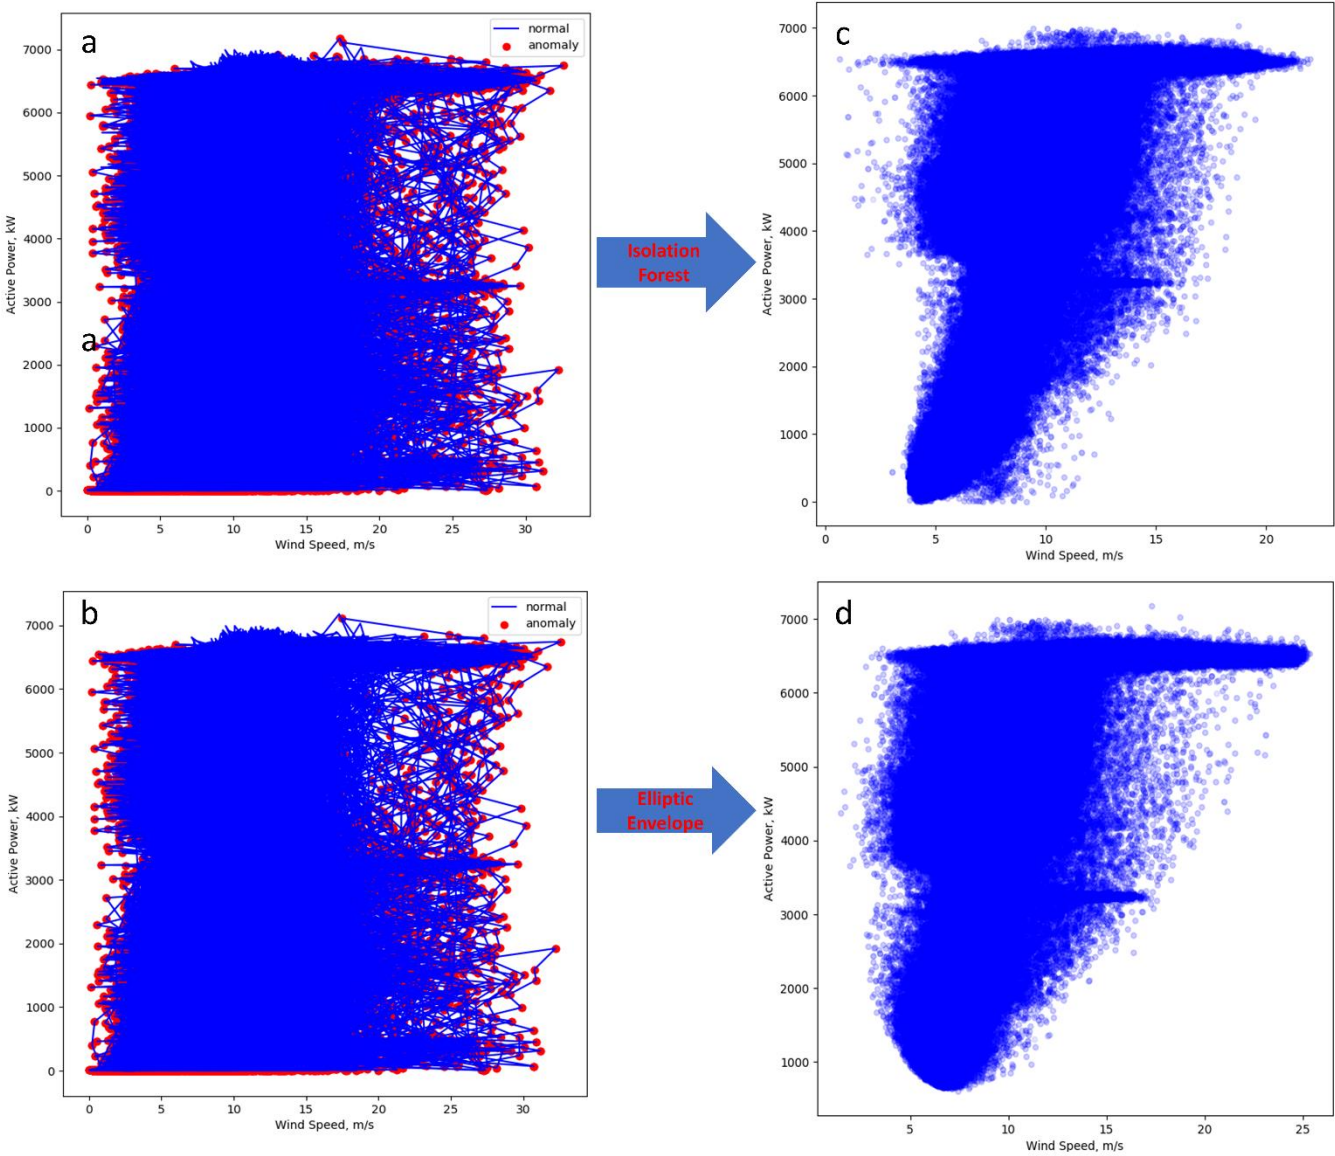 a
normal
anomaly
7000
6000
5000
4000
3000
2000
1000
0
Active Power, kW
a
0 5 10 15 20 25 30
Wind Speed, m/s
Isolation
Forest
c
7000
6000
5000
4000
3000
2000
1000
0
Active Power, kW
0 5 10 15 20
Wind Speed, m/s
b
normal
anomaly
7000
6000
5000
4000
3000
2000
1000
0
Active Power, kW
0 5 10 15 20 25 30
Wind Speed, m/s
Elliptic
Envelope
d
7000
6000
5000
4000
3000
2000
1000
Active Power, kW
5 10 15 20 25
Wind Speed, m/s